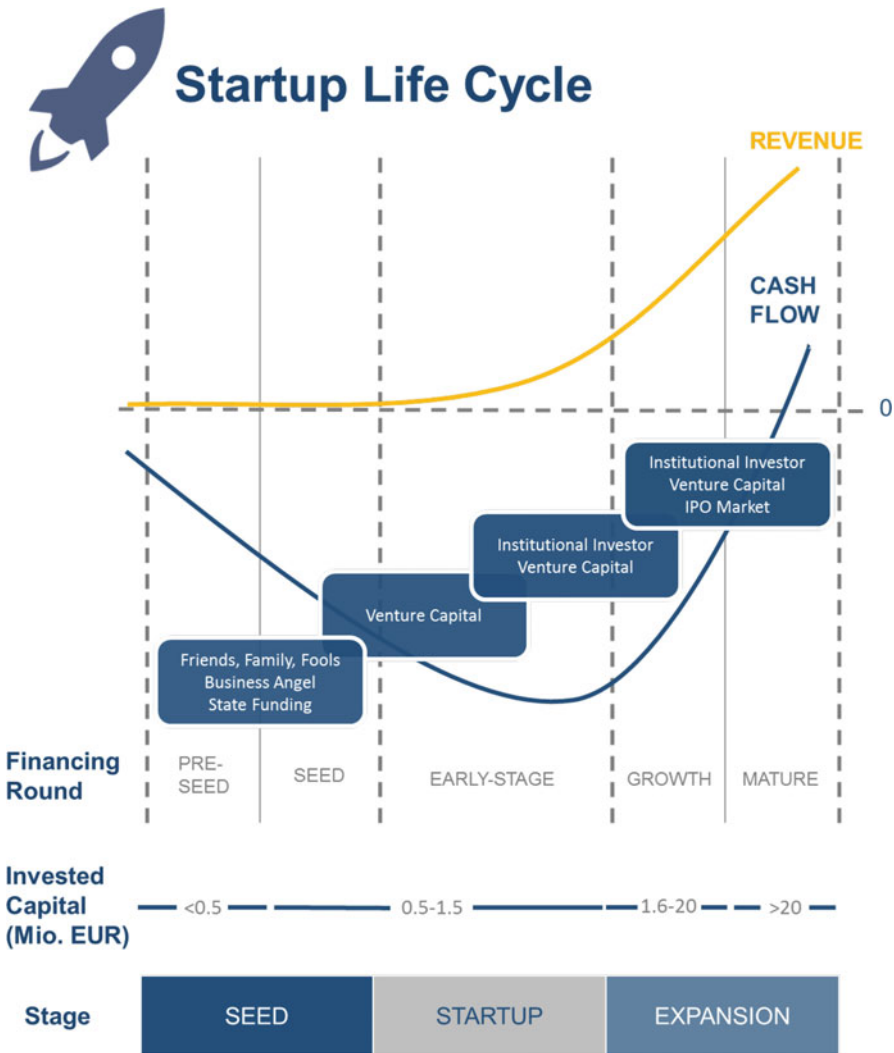 Startup Life Cycle
REVENUE
CASH
FLOW
0
Institutional Investor
Venture Capital
IPO Market
Institutional Investor
Venture Capital
Venture Capital
Friends, Family, Fools
Business Angel
State Funding
Financing
Round
PRE-
SEED
SEED
EARLY-STAGE
GROWTH
MATURE
Invested
Capital
(Mio. EUR)
<0.5
0.5-1.5
1.6-20
>20
Stage
SEED
STARTUP
EXPANSION